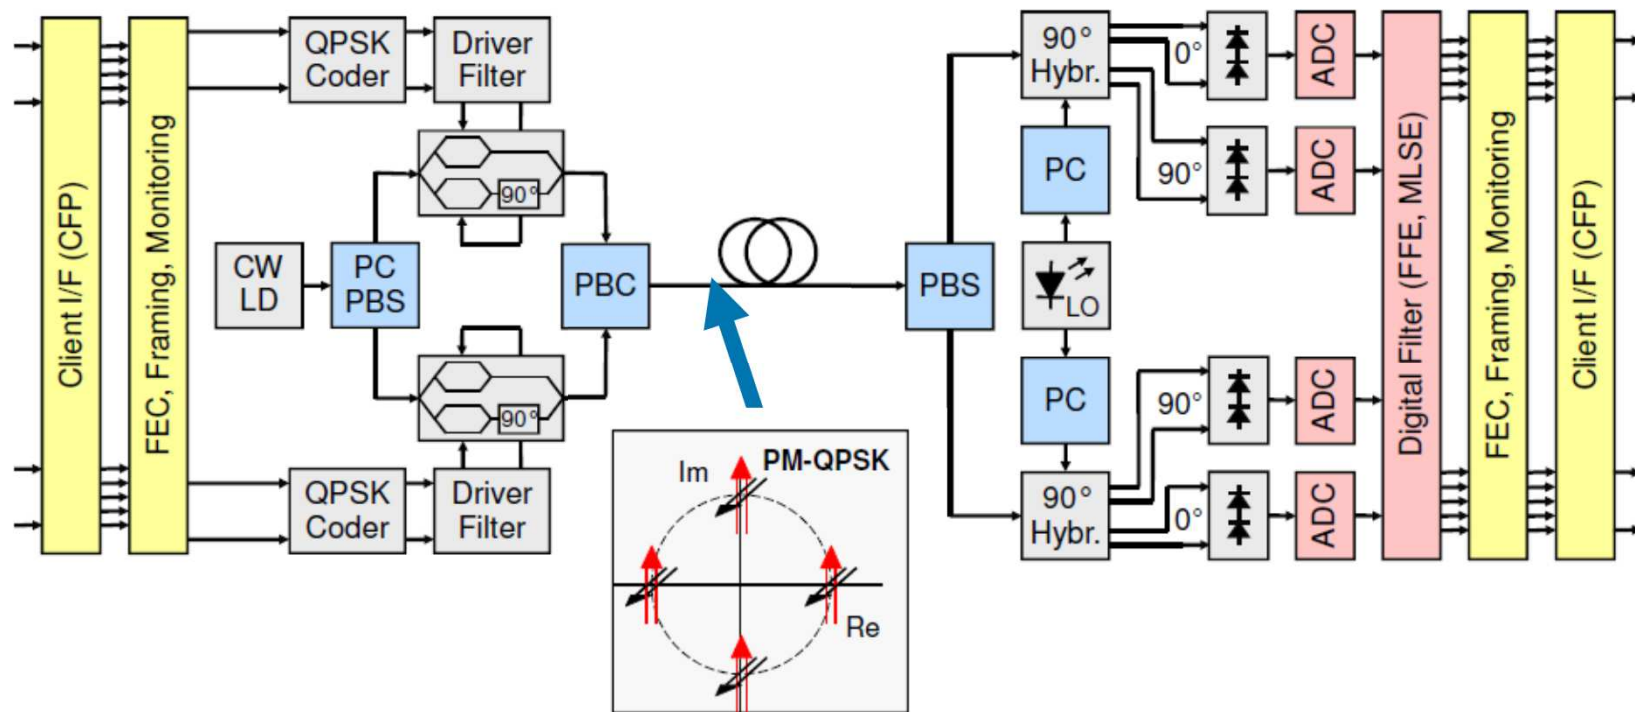 Client I/F (CFP)
FEC, Framing, Monitoring
QPSK
Coder
Driver
Filter
90°
CW
LD
PC
PBS
90°
QPSK
Coder
Driver
Filter
PBC
PM-QPSK
Im
Re
PBS
90°
Hybr.
0°
90°
PC
LO
PC
90°
90°
Hybr.
0°
ADC
ADC
ADC
ADC
Digital Filter (FFE, MLSE)
FEC, Framing, Monitoring
Client I/F (CFP)